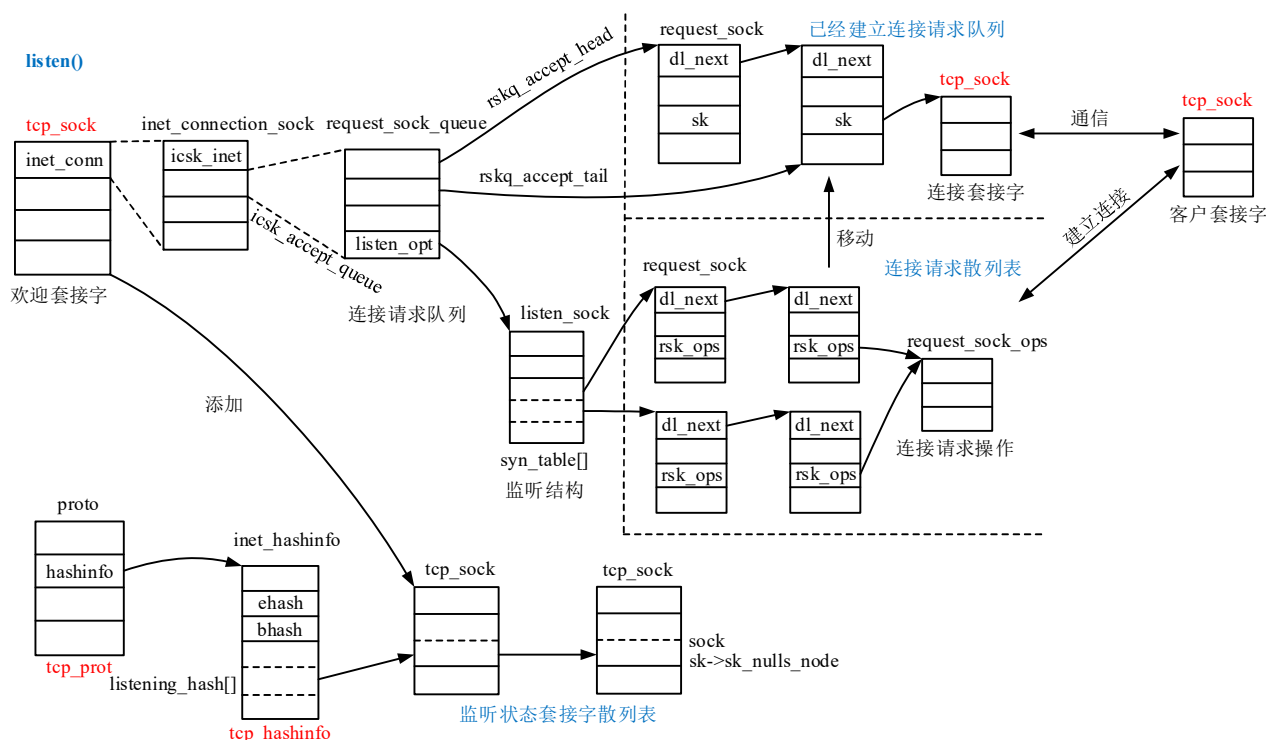 listen()
tcp_sock
inet_conn
欢迎套接字
inet_connection_sock
icsk_inet
icsk_accept_queue
request_sock_queue
listen_opt
连接请求队列
rskq_accept_head
rskq_accept_tail
request_sock
dl_next
sk
已经建立连接请求队列
dl_next
sk
tcp_sock
连接套接字
通信
tcp_sock
客户套接字
建立连接
移动
连接请求散列表
listen_sock
syn_table[]
监听结构
request_sock
dl_next
rsk_ops
dl_next
rsk_ops
dl_next
rsk_ops
dl_next
rsk_ops
request_sock_ops
连接请求操作
添加
proto
hashinfo
tcp_prot
inet_hashinfo
ehash
bhash
listening_hash[]
tcp_hashinfo
tcp_sock
tcp_sock
sock
sk->sk_nulls_node
监听状态套接字散列表